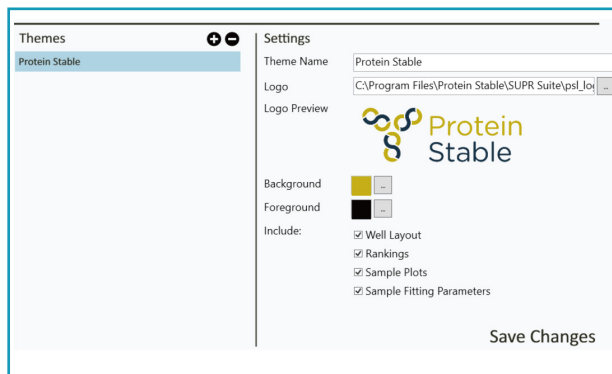 Themes
Protein Stable
Settings
Theme Name Protein Stable
Logo C:\Program Files\Protein Stable\SUPR Suite\psl_log ..
Logo Preview
Protein
Stable
Background ..
Foreground ..
Include:
Well Layout
Rankings
Sample Plots
Sample Fitting Parameters
Save Changes